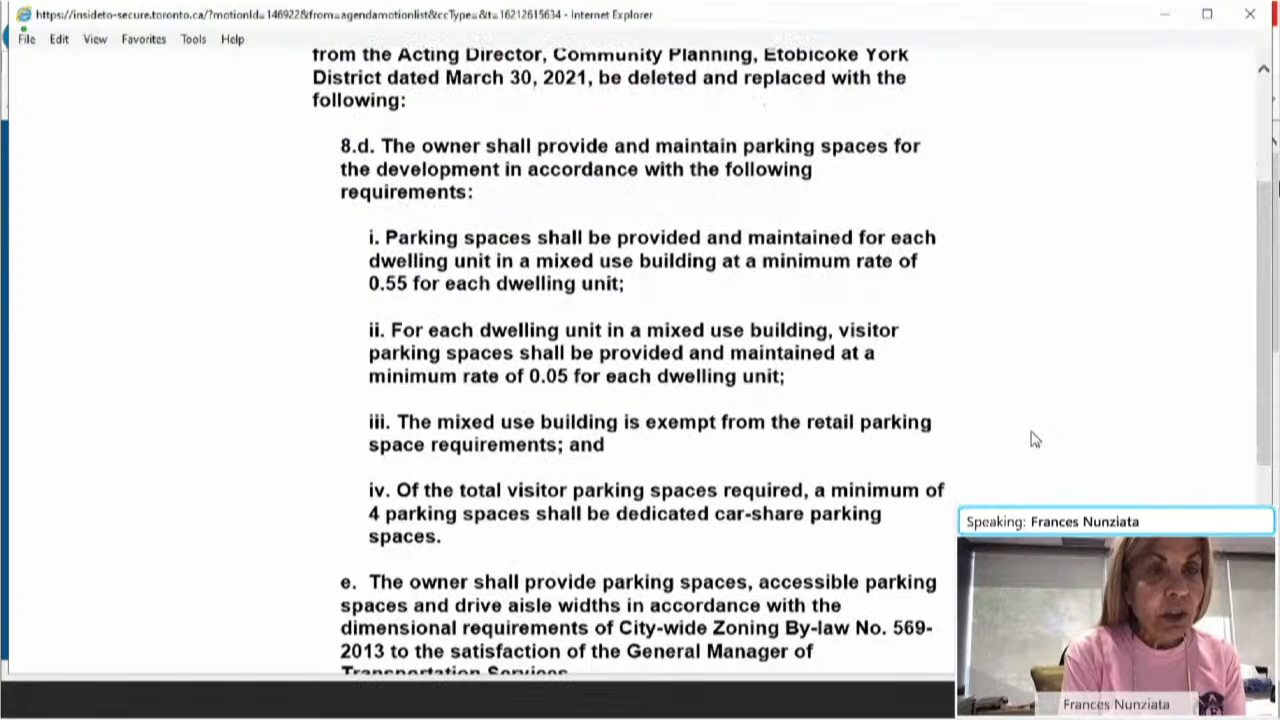 https://insideto-secure.toronto.ca/?motionId=146922&from=agendamotionlist&ccType=&t=16212615634 - Internet Explorer
File Edit View Favorites Tools Help
from the Acting Director, Community Planning, Etobicoke York
District dated March 30, 2021, be deleted and replaced with the
following:
8.d. The owner shall provide and maintain parking spaces for
the development in accordance with the following
requirements:
i. Parking spaces shall be provided and maintained for each
dwelling unit in a mixed use building at a minimum rate of
0.55 for each dwelling unit;
ii. For each dwelling unit in a mixed use building, visitor
parking spaces shall be provided and maintained at a
minimum rate of 0.05 for each dwelling unit;
iii. The mixed use building is exempt from the retail parking
space requirements; and
iv. Of the total visitor parking spaces required, a minimum of
4 parking spaces shall be dedicated car-share parking
spaces.
e. The owner shall provide parking spaces, accessible parking
spaces and drive aisle widths in accordance with the
dimensional requirements of City-wide Zoning By-law No. 569-
2013 to the satisfaction of the General Manager of
Transportation Services
Speaking: Frances Nunziata
Frances Nunziata